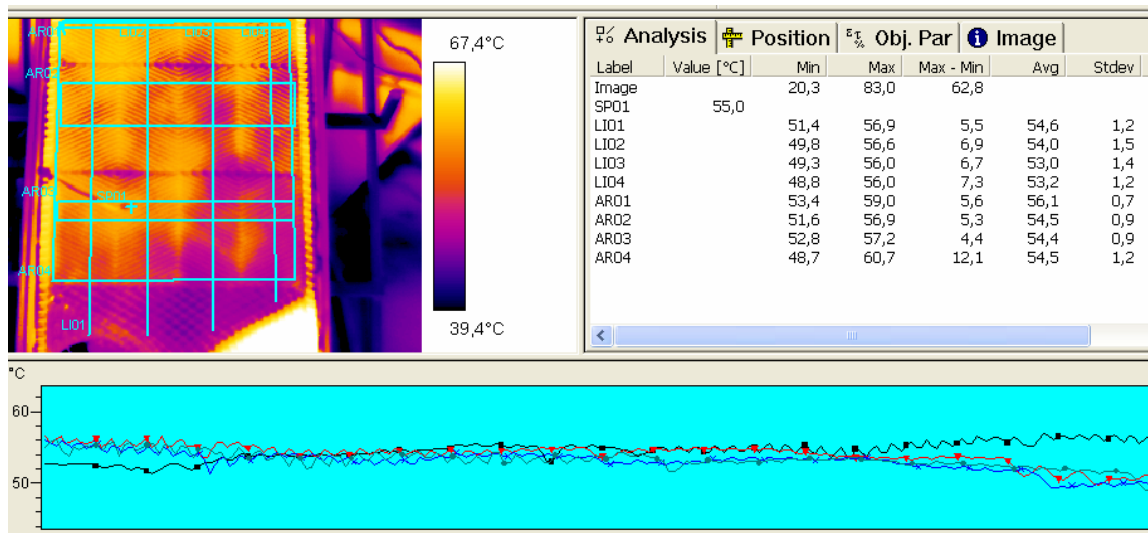 AR01 LI02 LI03 LI04
AR02
AR03
SP01
AR04
LI01
67,4°C
39,4°C
Analysis Position Obj. Par Image
Label Value [°C] Min Max Max - Min Avg Stdev
Image 20,3 83,0 62,8
SP01 55,0
LI01 51,4 56,9 5,5 54,6 1,2
LI02 49,8 56,6 6,9 54,0 1,5
LI03 49,3 56,0 6,7 53,0 1,4
LI04 48,8 56,0 7,3 53,2 1,2
AR01 53,4 59,0 5,6 56,1 0,7
AR02 51,6 56,9 5,3 54,5 0,9
AR03 52,8 57,2 4,4 54,4 0,9
AR04 48,7 60,7 12,1 54,5 1,2
°C
60
50